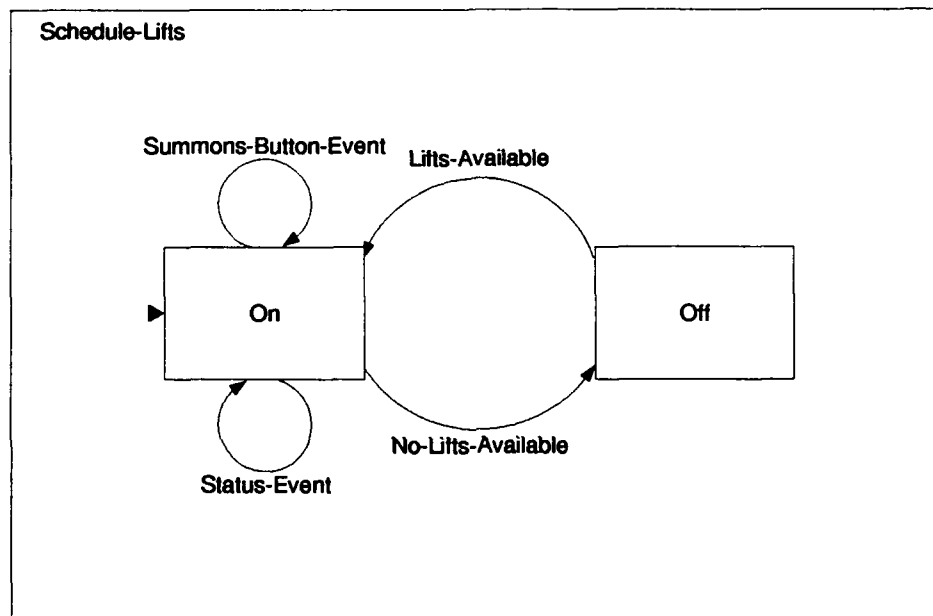 Schedule-Lifts
Summons-Button-Event
Lifts-Available
On
Off
No-Lifts-Available
Status-Event